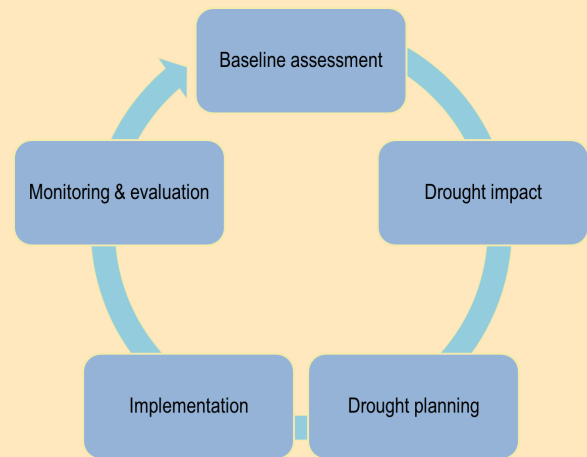 Baseline assessment
Drought impact
Drought planning
Implementation
Monitoring & evaluation